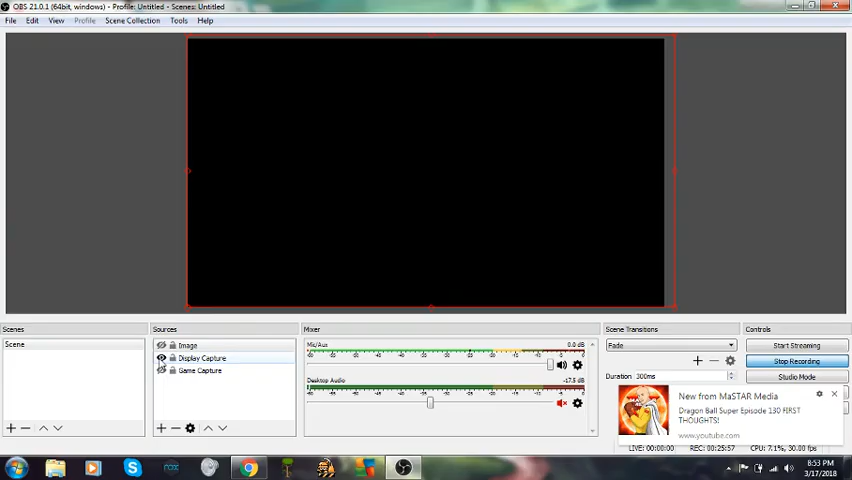 OBS 21.0.1 (64bit, windows) - Profile: Untitled - Scenes: Untitled
File Edit View Profile Scene Collection Tools Help
Scenes Sources Mixer Scene Transitions Controls
Scene
Image
Display Capture
Game Capture
Mic/Aux 0.0 dB
Desktop Audio -17.5 dB
Fade
Duration 300ms
Start Streaming
Stop Recording
Studio Mode
New from MaSTAR Media
Dragon Ball Super Episode 130 FIRST
THOUGHTS!
www.youtube.com
LIVE: 00:00:00 REC: 00:25:57 CPU: 7.1%, 30.00 fps
8:53 PM
3/17/2018